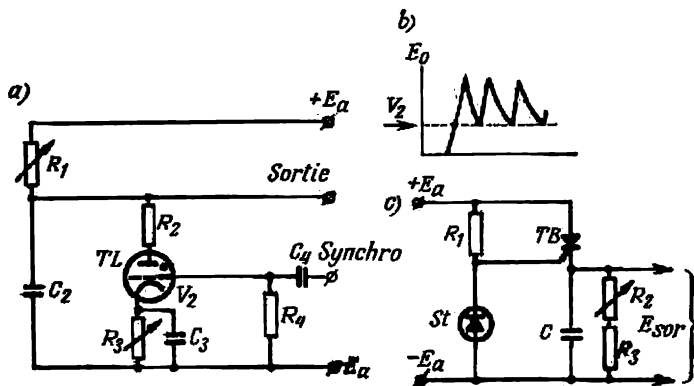 a)
+Ea
R1
Sortie
R2
TL
C4 Synchro
V2
C2
R3
C3
R4
-Ea
b)
E0
V2
c)
+Ea
R1
TB
St
C
R2
R3
Esor
-Ea